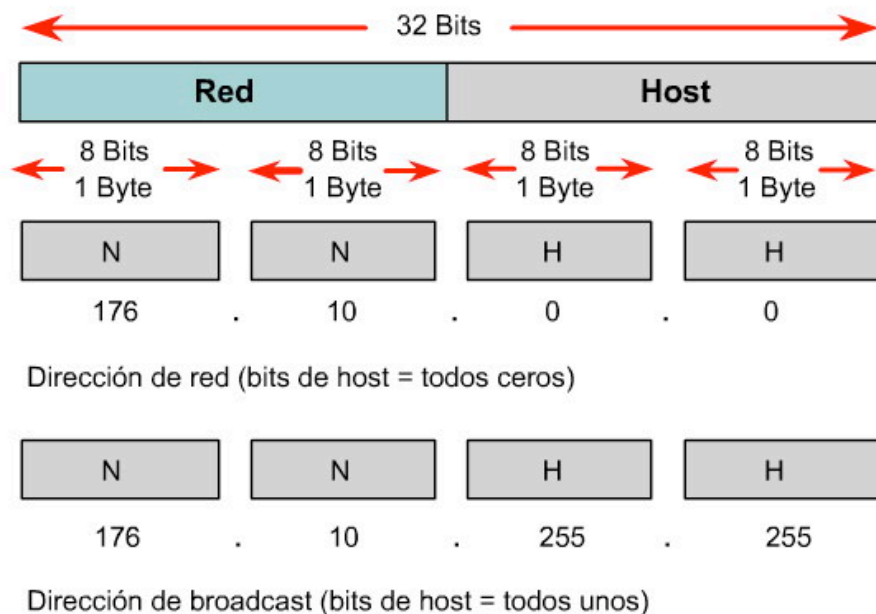 32 Bits
Red Host
8 Bits 8 Bits 8 Bits 8 Bits
1 Byte 1 Byte 1 Byte 1 Byte
N N H H
176 . 10 . 0 . 0
Dirección de red (bits de host = todos ceros)
N N H H
176 . 10 . 255 . 255
Dirección de broadcast (bits de host = todos unos)